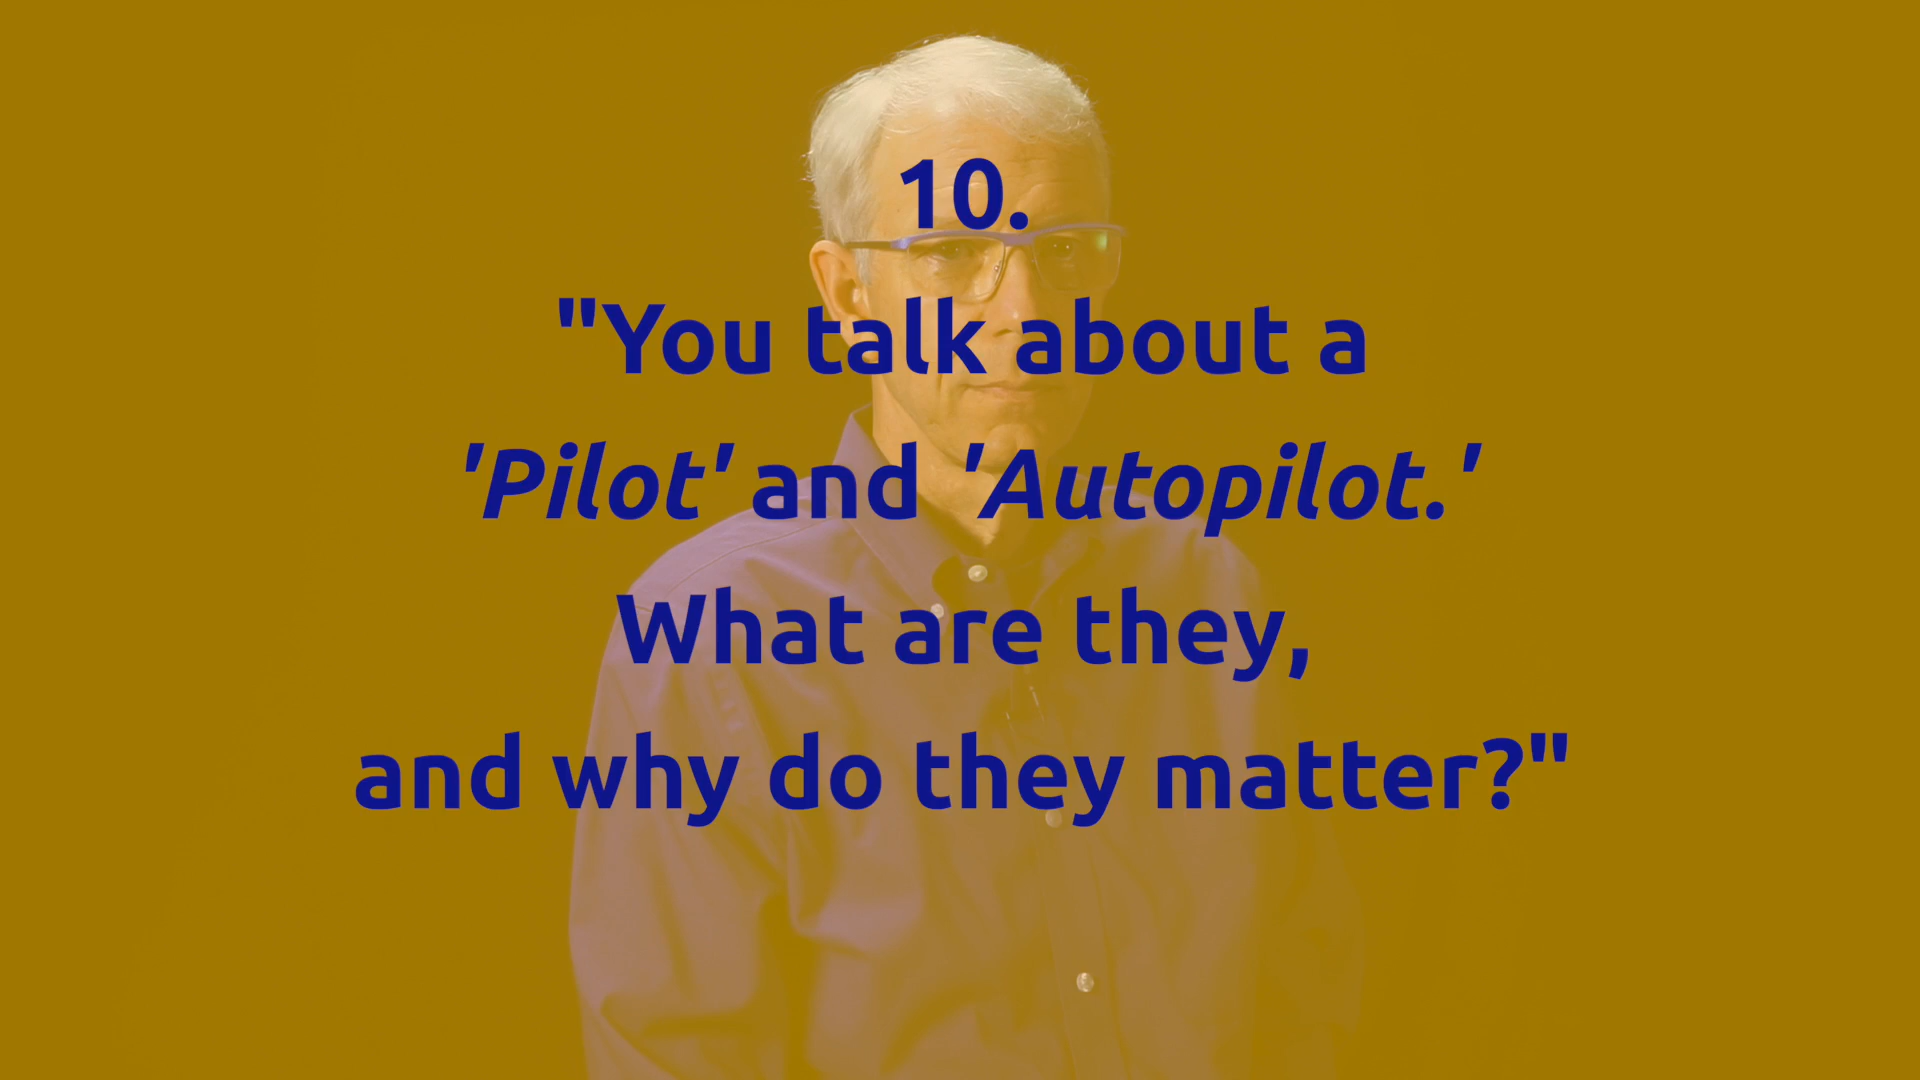 10.
"You talk about a
'Pilot' and 'Autopilot.'
What are they,
and why do they matter?"